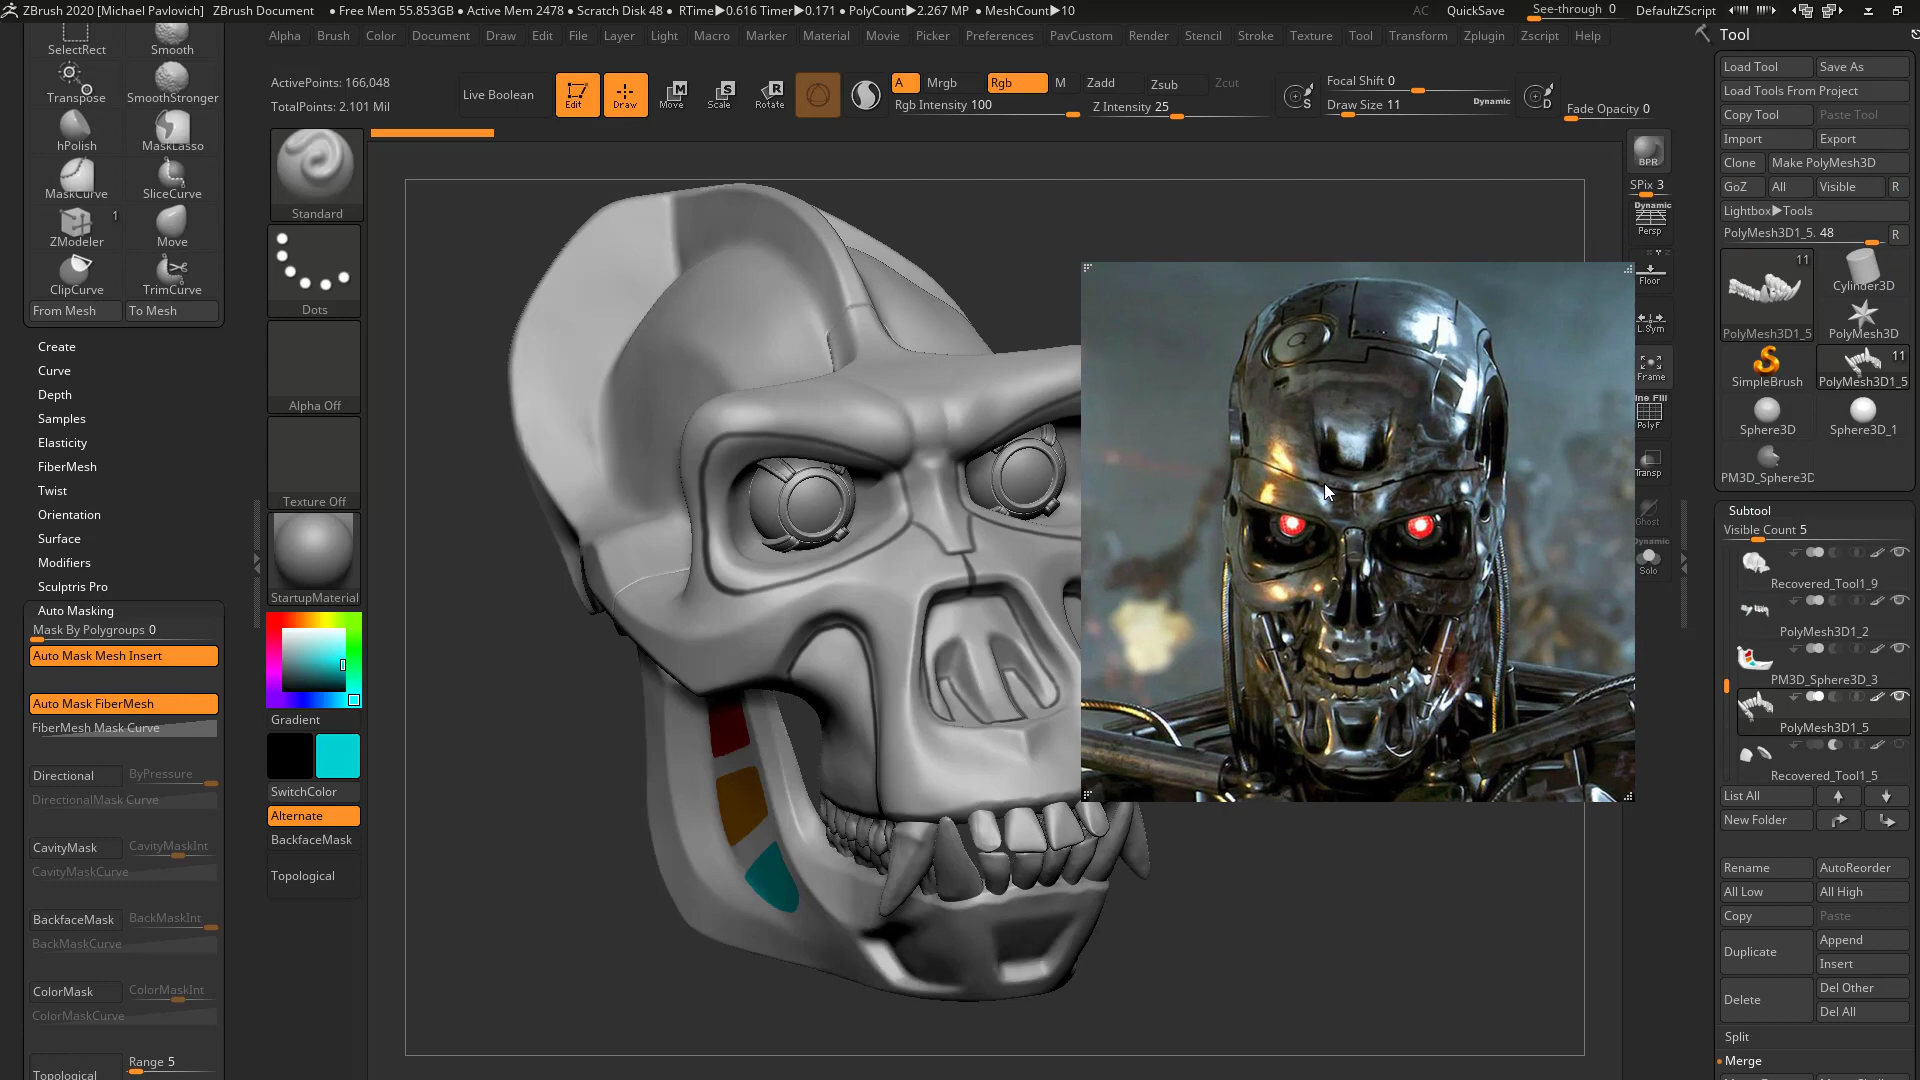 ZBrush 2020 [Michael Pavlovich]
ZBrush Document
• Free Mem 55.853GB • Active Mem 2478 • Scratch Disk 48 • RTime▶0.616 Timer▶0.171 • PolyCount▶2.267 MP • MeshCount▶10
AC
QuickSave
See-through 0
DefaultZScript
Alpha Brush Color Document Draw Edit File Layer Light Macro Marker Material Movie Picker Preferences PavCustom Render Stencil Stroke Texture Tool Transform Zplugin Zscript Help
ActivePoints: 166,048
TotalPoints: 2.101 Mil
Live Boolean
Edit
Draw
Move
Scale
Rotate
A
Mrgb
Rgb
M
Zadd
Zsub
Zcut
Rgb Intensity 100
Z Intensity 25
S
Focal Shift 0
Draw Size 11
Dynamic
D
Fade Opacity 0
SelectRect
Smooth
Transpose
SmoothStronger
hPolish
MaskLasso
MaskCurve
SliceCurve
1
ZModeler
Move
ClipCurve
TrimCurve
From Mesh
To Mesh
Create
Curve
Depth
Samples
Elasticity
FiberMesh
Twist
Orientation
Surface
Modifiers
Sculptris Pro
Auto Masking
Mask By Polygroups 0
Auto Mask Mesh Insert
Auto Mask FiberMesh
FiberMesh Mask Curve
Directional
ByPressure
DirectionalMask Curve
CavityMask
CavityMaskInt
CavityMaskCurve
BackfaceMask
BackMaskInt
BackMaskCurve
ColorMask
ColorMaskInt
ColorMaskCurve
Topological
Range 5
Standard
Dots
Alpha Off
Texture Off
StartupMaterial
Gradient
SwitchColor
Alternate
BackfaceMask
Topological
BPR
SPix 3
Dynamic
Persp
Floor
L.Sym
Frame
PolyF
Transp
Ghost
Dynamic
Solo
Tool
Load Tool
Save As
Load Tools From Project
Copy Tool
Paste Tool
Import
Export
Clone
Make PolyMesh3D
GoZ
All
Visible
R
Lightbox▶Tools
PolyMesh3D1_5. 48
R
11
PolyMesh3D1_5
Cylinder3D
PolyMesh3D
SimpleBrush
11
PolyMesh3D1_5
Sphere3D
Sphere3D_1
PM3D_Sphere3D
Subtool
Visible Count 5
Recovered_Tool1_9
PolyMesh3D1_2
PM3D_Sphere3D_3
PolyMesh3D1_5
Recovered_Tool1_5
List All
New Folder
Rename
AutoReorder
All Low
All High
Copy
Paste
Duplicate
Append
Insert
Delete
Del Other
Del All
Split
Merge